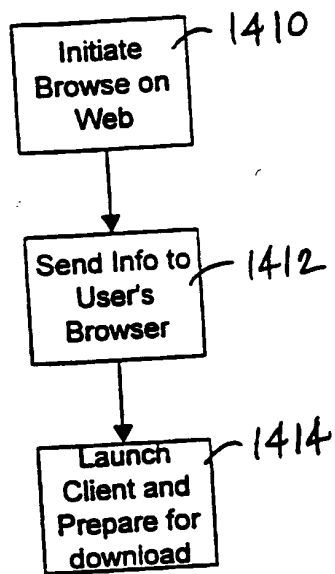 Initiate
Browse on
Web
1410
Send Info to
User's
Browser
1412
Launch
Client and
Prepare for
download
1414